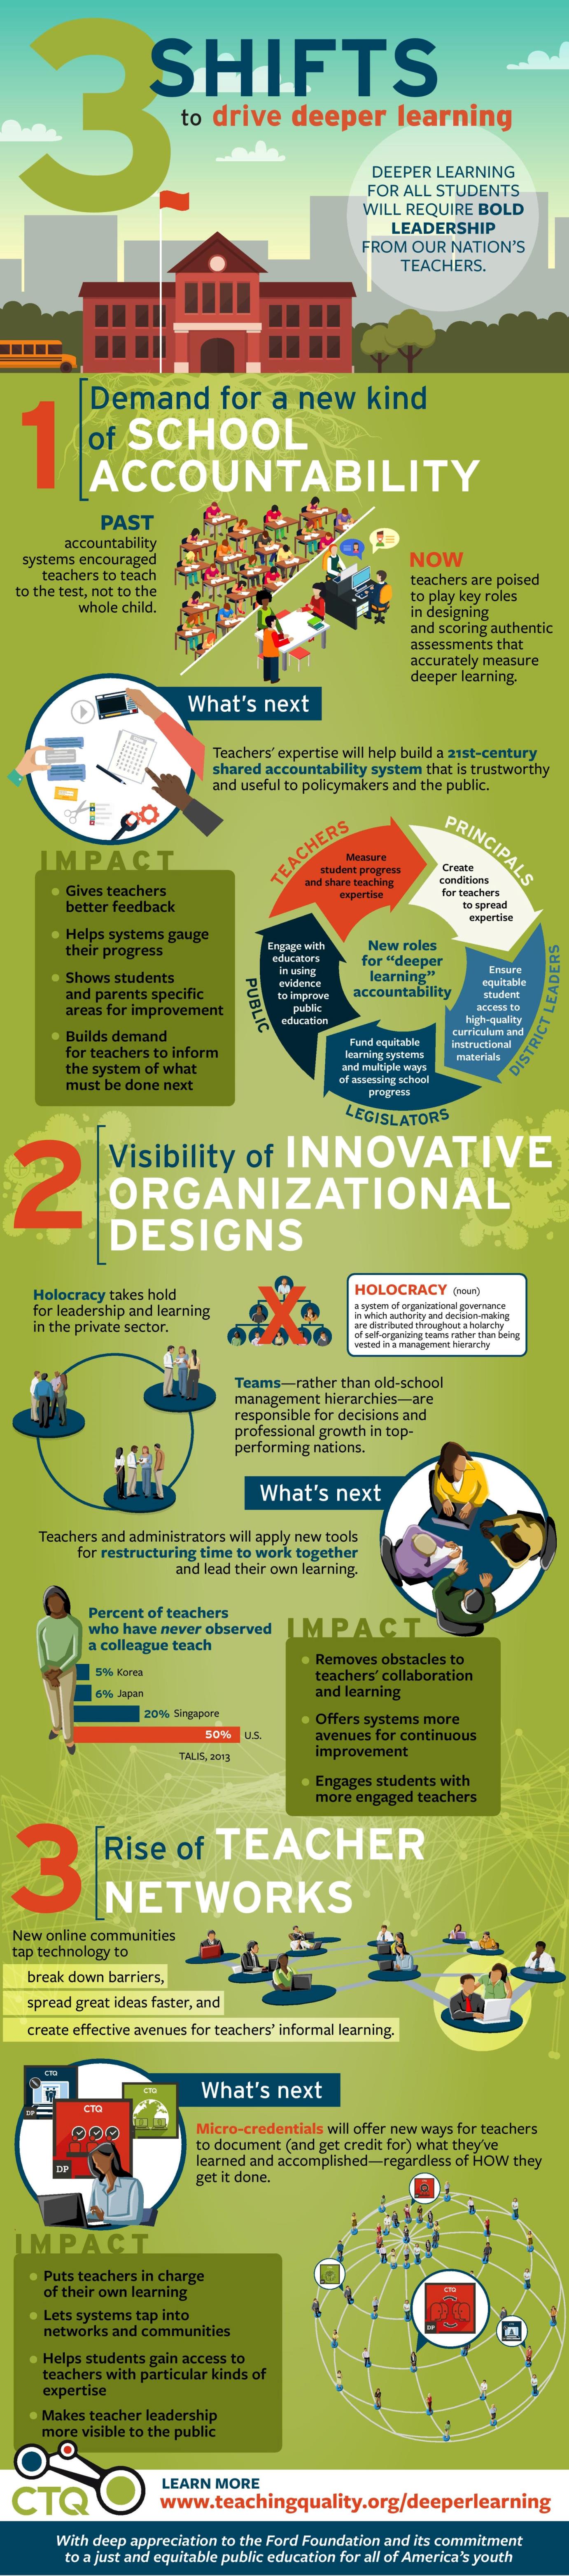 3 SHIFTS
to drive deeper learning
DEEPER LEARNING
FOR ALL STUDENTS
WILL REQUIRE BOLD
LEADERSHIP
FROM OUR NATION'S
TEACHERS.
1
Demand for a new kind
of SCHOOL
ACCOUNTABILITY
PAST
accountability
systems encouraged
teachers to teach
to the test, not to the
whole child.
NOW
teachers are poised
to play key roles
in designing
and scoring authentic
assessments that
accurately measure
deeper learning.
What's next
Teachers' expertise will help build a 21st-century
shared accountability system that is trustworthy
and useful to policymakers and the public.
IMPACT
Gives teachers
better feedback
Helps systems gauge
their progress
Shows students
and parents specific
areas for improvement
Builds demand
for teachers to inform
the system of what
must be done next
TEACHERS
Measure
student progress
and share teaching
expertise
PRINCIPALS
Create
conditions
for teachers
to spread
expertise
DISTRICT LEADERS
Ensure
equitable
student
access to
high-quality
curriculum and
instructional
materials
LEGISLATORS
Fund equitable
learning systems
and multiple ways
of assessing school
progress
PUBLIC
Engage with
educators
in using
evidence
to improve
public
education
New roles
for "deeper
learning"
accountability
2
Visibility of INNOVATIVE
ORGANIZATIONAL
DESIGNS
Holocracy takes hold
for leadership and learning
in the private sector.
X
HOLOCRACY (noun)
a system of organizational governance
in which authority and decision-making
are distributed throughout a holarchy
of self-organizing teams rather than being
vested in a management hierarchy
Teams—rather than old-school
management hierarchies—are
responsible for decisions and
professional growth in top-
performing nations.
What's next
Teachers and administrators will apply new tools
for restructuring time to work together
and lead their own learning.
Percent of teachers
who have never observed
a colleague teach
5% Korea
6% Japan
20% Singapore
50% U.S.
TALIS, 2013
IMPACT
Removes obstacles to
teachers' collaboration
and learning
Offers systems more
avenues for continuous
improvement
Engages students with
more engaged teachers
3
Rise of TEACHER
NETWORKS
New online communities
tap technology to
break down barriers,
spread great ideas faster, and
create effective avenues for teachers' informal learning.
CTQ
DP
CTQ
CTQ
DP
What's next
Micro-credentials will offer new ways for teachers
to document (and get credit for) what they've
learned and accomplished—regardless of HOW they
get it done.
IMPACT
Puts teachers in charge
of their own learning
Lets systems tap into
networks and communities
Helps students gain access to
teachers with particular kinds of
expertise
Makes teacher leadership
more visible to the public
CTQ
DP
CTQ
LEARN MORE
www.teachingquality.org/deeperlearning
With deep appreciation to the Ford Foundation and its commitment
to a just and equitable public education for all of America's youth